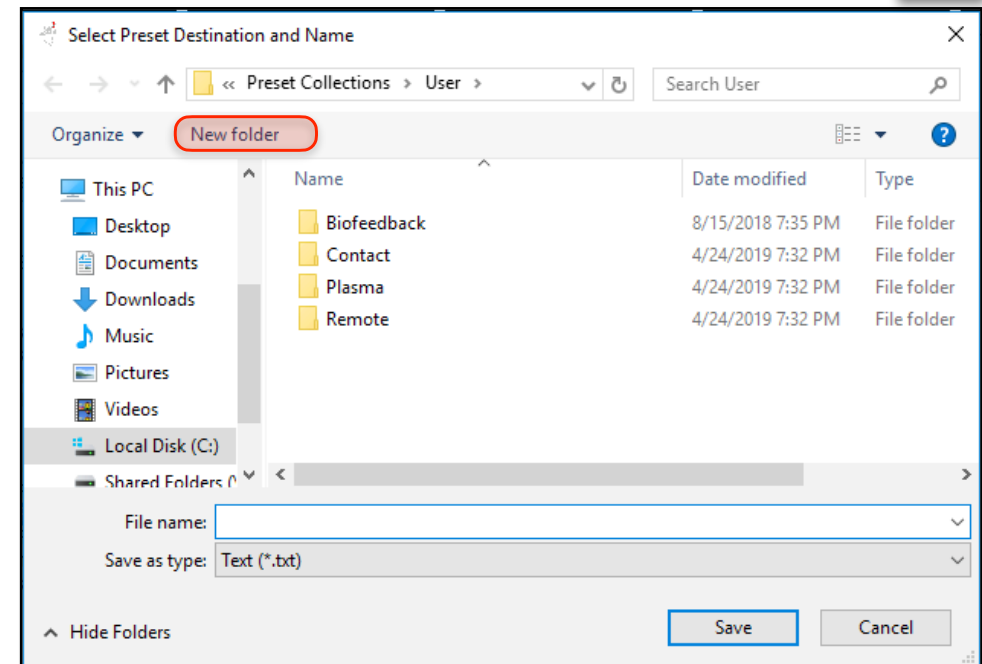 Select Preset Destination and Name
« Preset Collections > User >
Search User
Organize
New folder
?
Name Date modified Type
This PC
Desktop
Documents
Downloads
Music
Pictures
Videos
Local Disk (C:)
Shared Folders (
Biofeedback 8/15/2018 7:35 PM File folder
Contact 4/24/2019 7:32 PM File folder
Plasma 4/24/2019 7:32 PM File folder
Remote 4/24/2019 7:32 PM File folder
File name:
Save as type: Text (*.txt)
Hide Folders
Save
Cancel